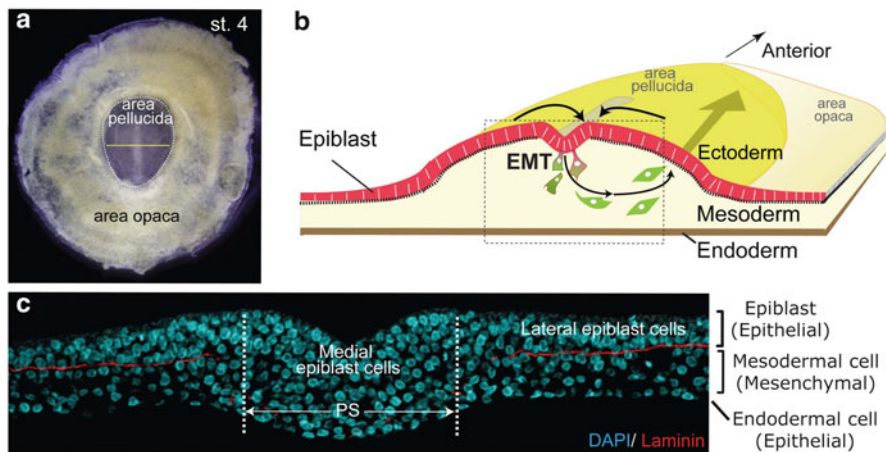 a
st. 4
area
pellucida
area opaca
b
Anterior
area
pellucida
area
opaca
Epiblast
EMT
Ectoderm
Mesoderm
Endoderm
c
Lateral epiblast cells
Medial
epiblast cells
PS
DAPI/ Laminin
Epiblast
(Epithelial)
Mesodermal cell
(Mesenchymal)
Endodermal cell
(Epithelial)